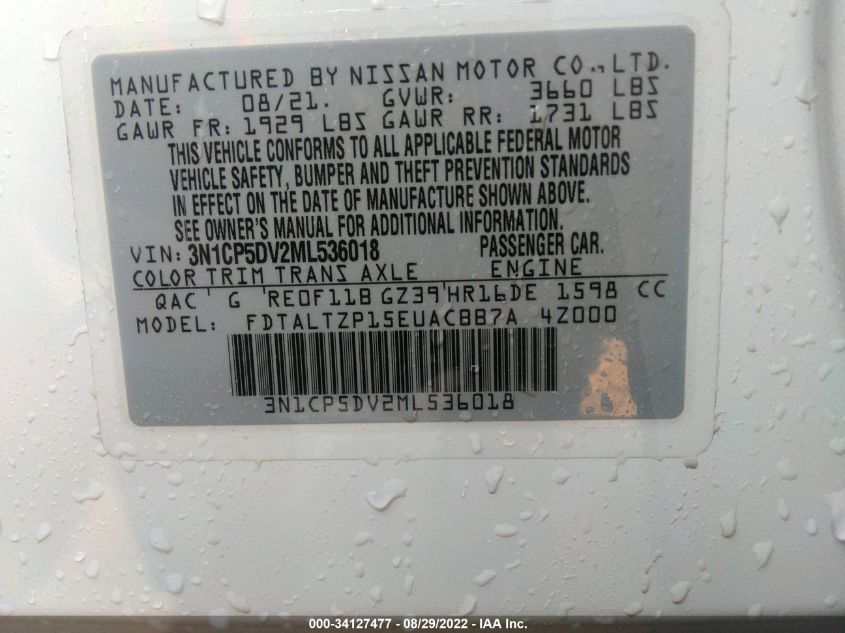 MANUFACTURED BY NISSAN MOTOR CO.,LTD.
DATE: 08/21. GVWR: 3660 LBS
GAWR FR: 1929 LBS GAWR RR: 1731 LBS
THIS VEHICLE CONFORMS TO ALL APPLICABLE FEDERAL MOTOR
VEHICLE SAFETY, BUMPER AND THEFT PREVENTION STANDARDS
IN EFFECT ON THE DATE OF MANUFACTURE SHOWN ABOVE.
SEE OWNER'S MANUAL FOR ADDITIONAL INFORMATION.
VIN: 3N1CP5DV2ML536018 PASSENGER CAR.
COLOR TRIM TRANS AXLE ENGINE
QAC G RE0F11B GZ39 HR16DE 1598 CC
MODEL: FDTALTZP15EUACBB7A 4Z000
3N1CP5DV2ML536018
000-34127477 - 08/29/2022 - IAA Inc.